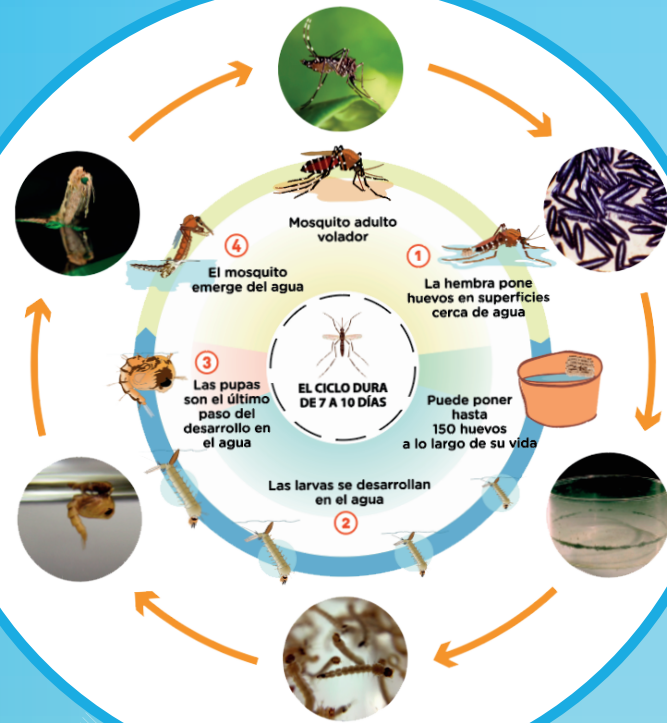 Mosquito adulto
volador
1
La hembra pone
huevos en superficies
cerca de agua
Puede poner
hasta
150 huevos
a lo largo de su vida
Las larvas se desarrollan
en el agua
2
3
Las pupas
son el último
paso del
desarrollo en
el agua
4
El mosquito
emerge del agua
EL CICLO DURA
DE 7 A 10 DÍAS